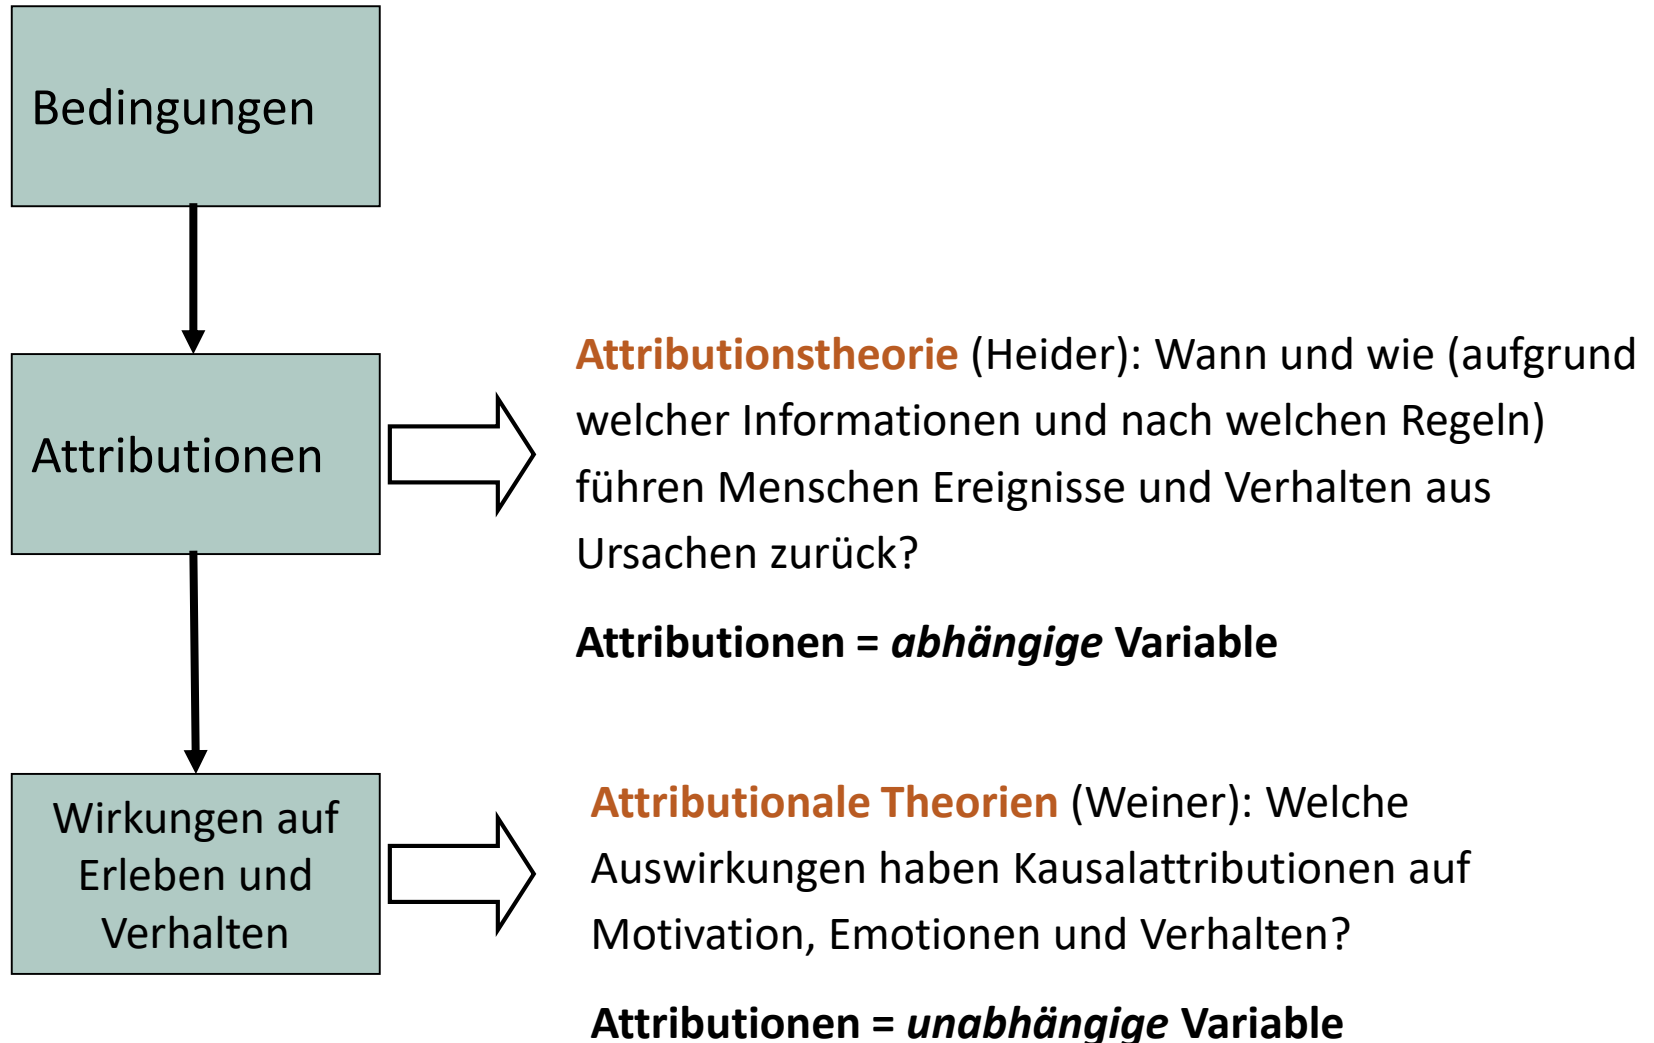 Bedingungen
Attributionen
Attributionstheorie (Heider): Wann und wie (aufgrund
welcher Informationen und nach welchen Regeln)
führen Menschen Ereignisse und Verhalten aus
Ursachen zurück?
Attributionen = abhängige Variable
Wirkungen auf
Erleben und
Verhalten
Attributionale Theorien (Weiner): Welche
Auswirkungen haben Kausalattributionen auf
Motivation, Emotionen und Verhalten?
Attributionen = unabhängige Variable